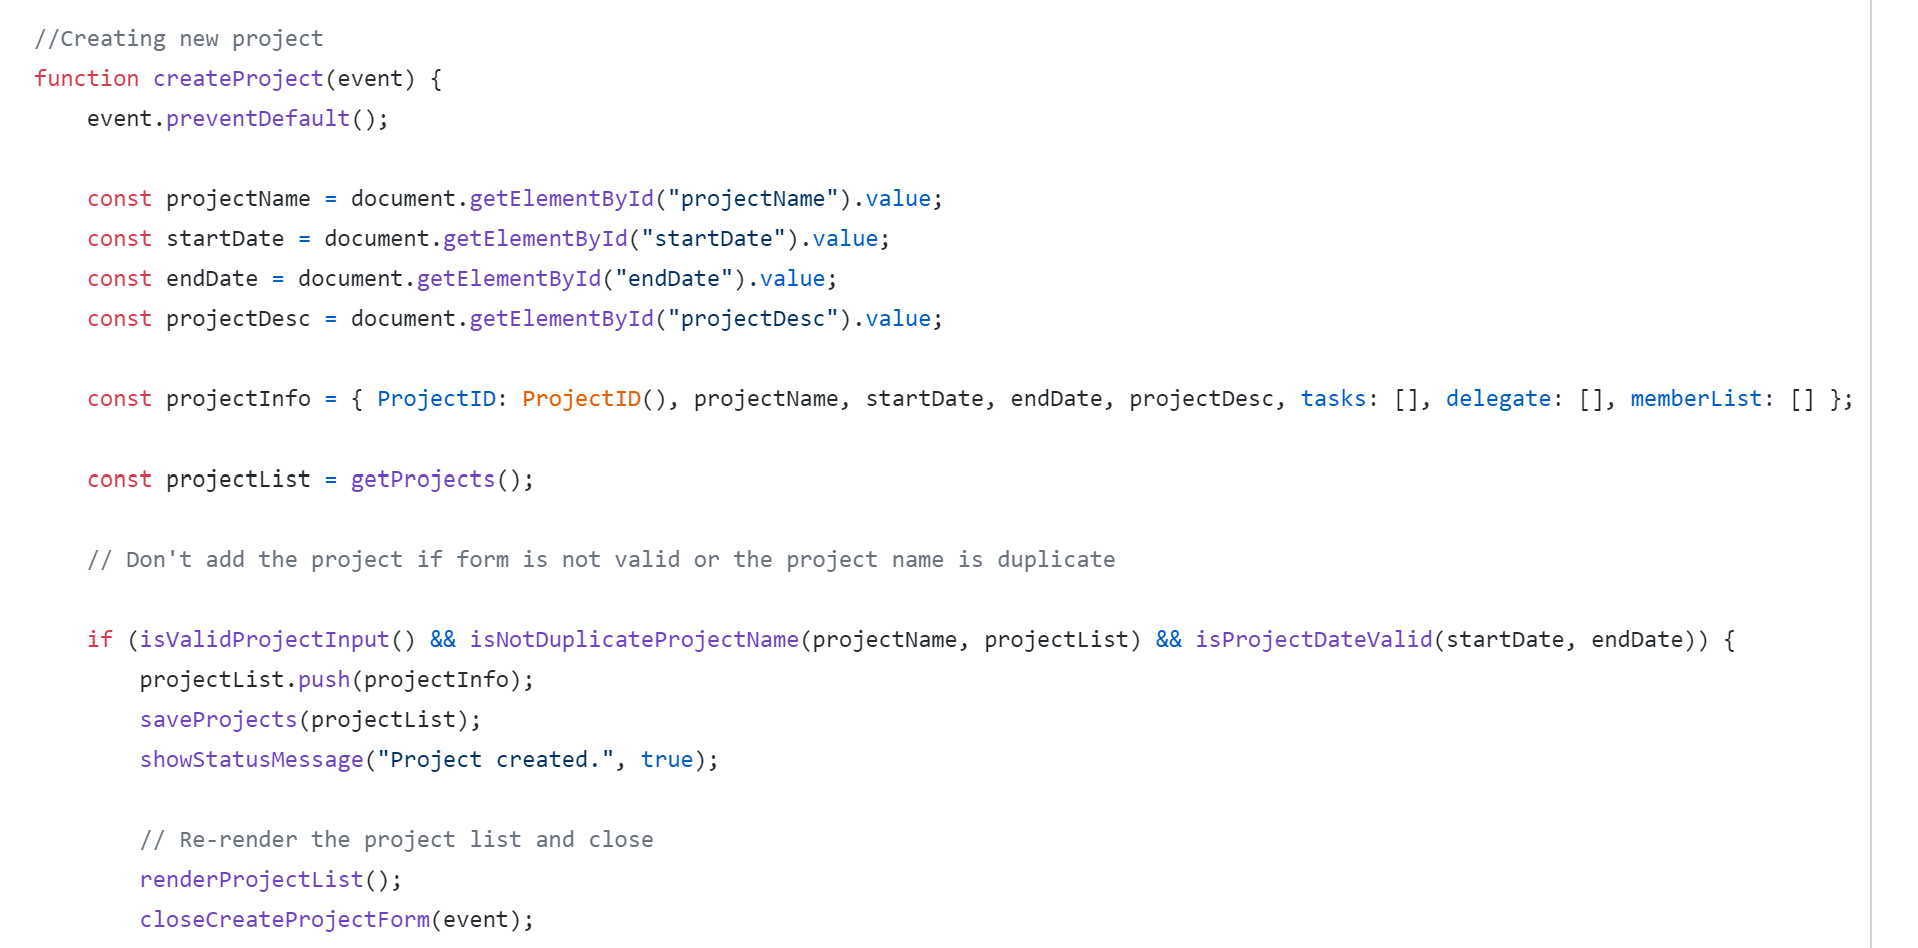 //Creating new project
function createProject(event) {
    event.preventDefault();

    const projectName = document.getElementById("projectName").value;
    const startDate = document.getElementById("startDate").value;
    const endDate = document.getElementById("endDate").value;
    const projectDesc = document.getElementById("projectDesc").value;

    const projectInfo = { ProjectID: ProjectID(), projectName, startDate, endDate, projectDesc, tasks: [], delegate: [], memberList: [] };

    const projectList = getProjects();

    // Don't add the project if form is not valid or the project name is duplicate

    if (isValidProjectInput() && isNotDuplicateProjectName(projectName, projectList) && isProjectDateValid(startDate, endDate)) {
        projectList.push(projectInfo);
        saveProjects(projectList);
        showStatusMessage("Project created.", true);

        // Re-render the project list and close
        renderProjectList();
        closeCreateProjectForm(event);